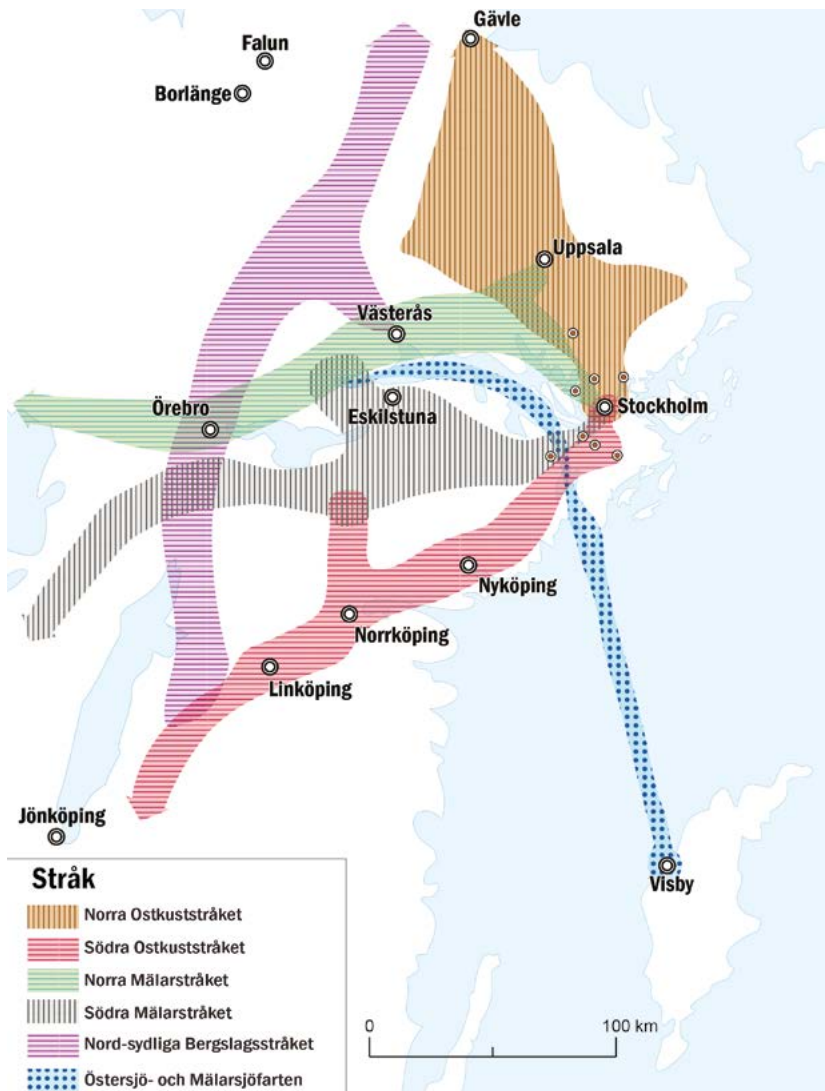 Gävle
Falun
Borlänge
Uppsala
Västerås
Stockholm
Örebro
Eskilstuna
Nyköping
Norrköping
Linköping
Jönköping
Visby
Stråk
Norra Ostkuststråket
Södra Ostkuststråket
Norra Mälarstråket
Södra Mälarstråket
Nord-sydliga Bergslagsstråket
Östersjö- och Mälarsjöfarten
0 100 km